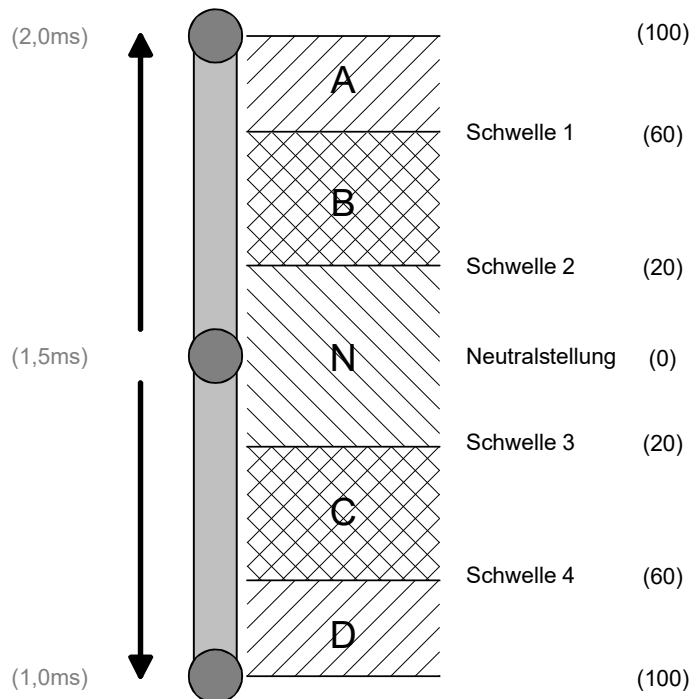 (2,0ms) (100)
A
Schwelle 1 (60)
B
Schwelle 2 (20)
(1,5ms) N Neutralstellung (0)
Schwelle 3 (20)
C
Schwelle 4 (60)
D
(1,0ms) (100)